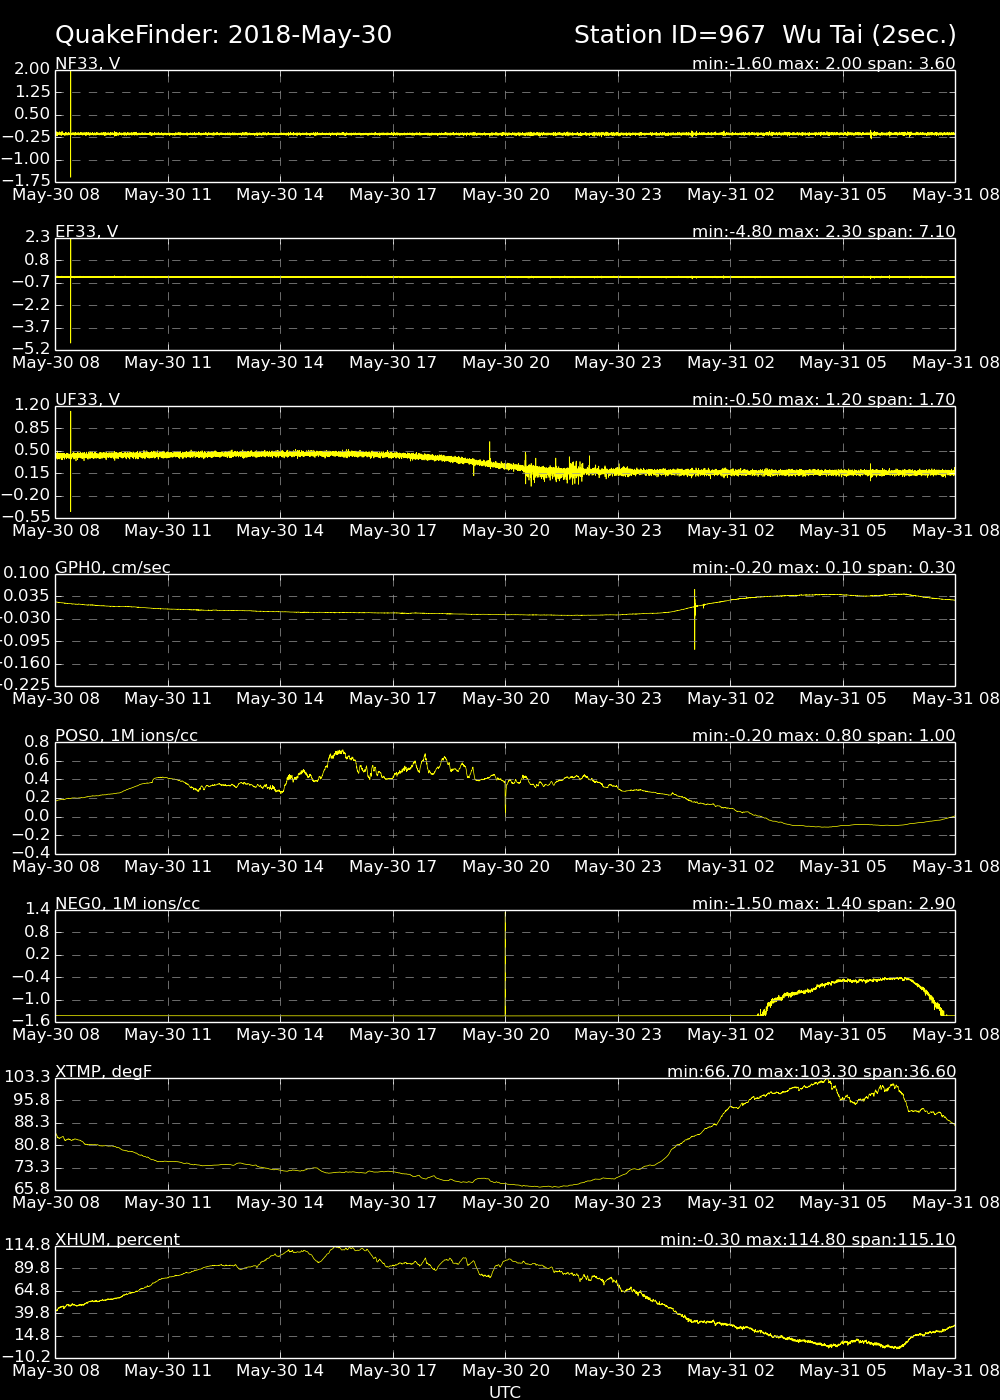 QuakeFinder: 2018-May-30 Station ID=967 Wu Tai (2sec.)
NF33, V min:-1.60 max: 2.00 span: 3.60
2.00
1.25
0.50
−0.25
−1.00
−1.75
May-30 08 May-30 11 May-30 14 May-30 17 May-30 20 May-30 23 May-31 02 May-31 05 May-31 08
EF33, V min:-4.80 max: 2.30 span: 7.10
2.3
0.8
−0.7
−2.2
−3.7
−5.2
May-30 08 May-30 11 May-30 14 May-30 17 May-30 20 May-30 23 May-31 02 May-31 05 May-31 08
UF33, V min:-0.50 max: 1.20 span: 1.70
1.20
0.85
0.50
0.15
−0.20
−0.55
May-30 08 May-30 11 May-30 14 May-30 17 May-30 20 May-30 23 May-31 02 May-31 05 May-31 08
GPH0, cm/sec min:-0.20 max: 0.10 span: 0.30
0.100
0.035
−0.030
−0.095
−0.160
−0.225
May-30 08 May-30 11 May-30 14 May-30 17 May-30 20 May-30 23 May-31 02 May-31 05 May-31 08
POS0, 1M ions/cc min:-0.20 max: 0.80 span: 1.00
0.8
0.6
0.4
0.2
0.0
−0.2
−0.4
May-30 08 May-30 11 May-30 14 May-30 17 May-30 20 May-30 23 May-31 02 May-31 05 May-31 08
NEG0, 1M ions/cc min:-1.50 max: 1.40 span: 2.90
1.4
0.8
0.2
−0.4
−1.0
−1.6
May-30 08 May-30 11 May-30 14 May-30 17 May-30 20 May-30 23 May-31 02 May-31 05 May-31 08
XTMP, degF min:66.70 max:103.30 span:36.60
103.3
95.8
88.3
80.8
73.3
65.8
May-30 08 May-30 11 May-30 14 May-30 17 May-30 20 May-30 23 May-31 02 May-31 05 May-31 08
XHUM, percent min:-0.30 max:114.80 span:115.10
114.8
89.8
64.8
39.8
14.8
−10.2
May-30 08 May-30 11 May-30 14 May-30 17 May-30 20 May-30 23 May-31 02 May-31 05 May-31 08
UTC